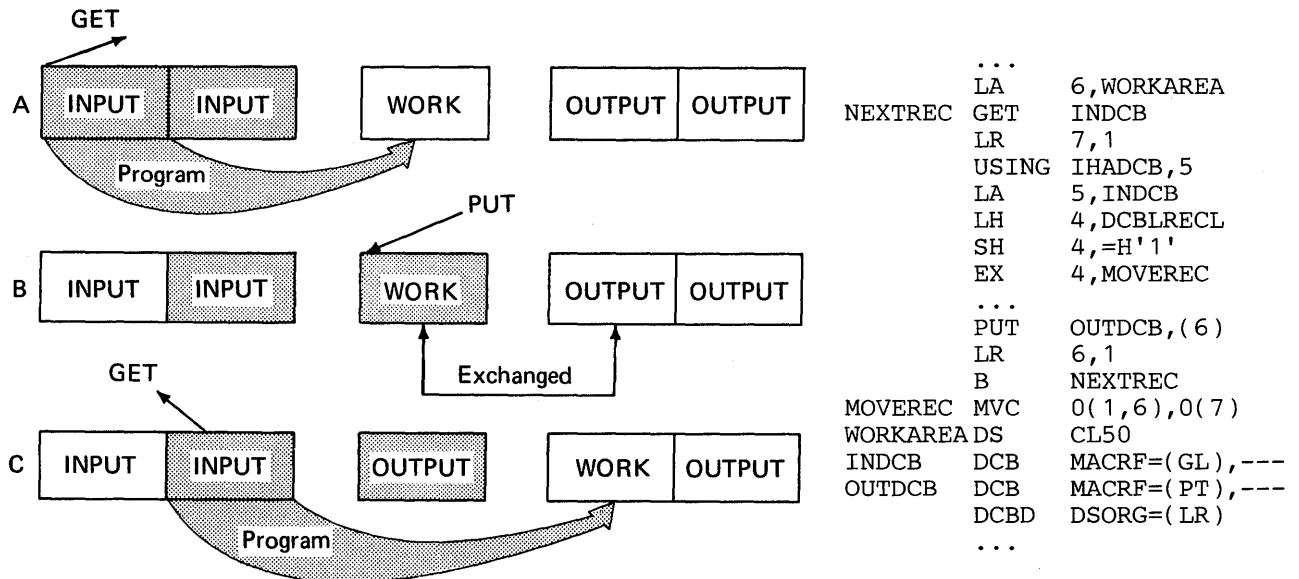 GET
A INPUT INPUT WORK OUTPUT OUTPUT
Program
PUT
B INPUT INPUT WORK OUTPUT OUTPUT
Exchanged
GET
C INPUT INPUT OUTPUT WORK OUTPUT
Program
...
LA 6,WORKAREA
NEXTREC GET INDCB
LR 7,1
USING IHADCB,5
LA 5,INDCB
LH 4,DCBLRECL
SH 4,=H'1'
EX 4,MOVEREC
...
PUT OUTDCB,(6)
LR 6,1
B NEXTREC
MOVEREC MVC 0(1,6),0(7)
WORKAREA DS CL50
INDCB DCB MACRF=(GL),---
OUTDCB DCB MACRF=(PT),---
DCBD DSORG=(LR)
...